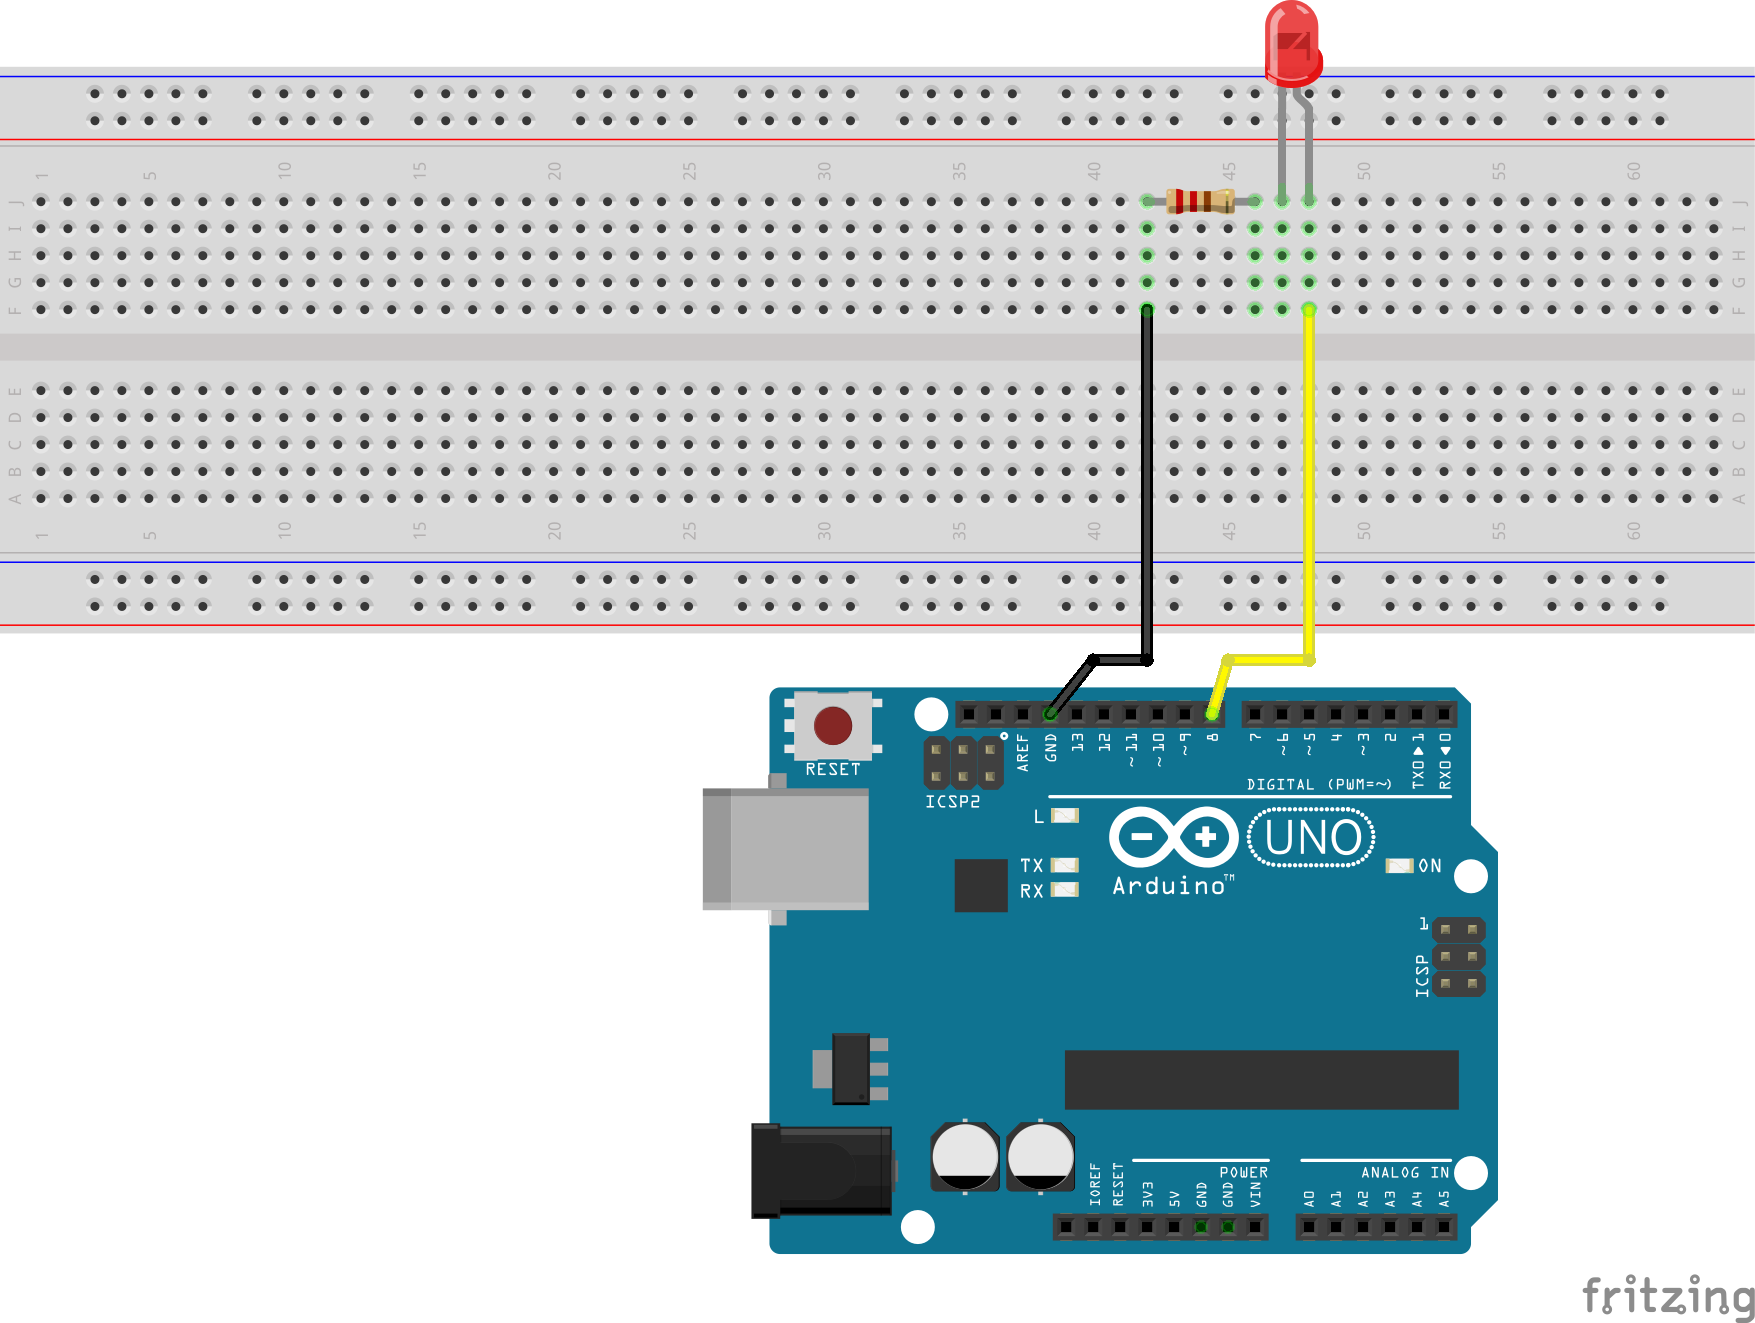 1 5 10 15 20 25 30 35 40 45 50 55 60
J J
I I
H H
G G
F F
E E
D D
C C
B B
A A
1 5 10 15 20 25 30 35 40 45 50 55 60
AREF GND 13 12 ~11 ~10 ~9 8 7 ~6 ~5 4 ~3 2 TX0▶1 RX0◀0
RESET
DIGITAL (PWM=~)
ICSP2
L
UNO
TX
RX
Arduino™
ON
1
ICSP
POWER
ANALOG IN
IOREF RESET 3V3 5V GND GND VIN A0 A1 A2 A3 A4 A5
fritzing